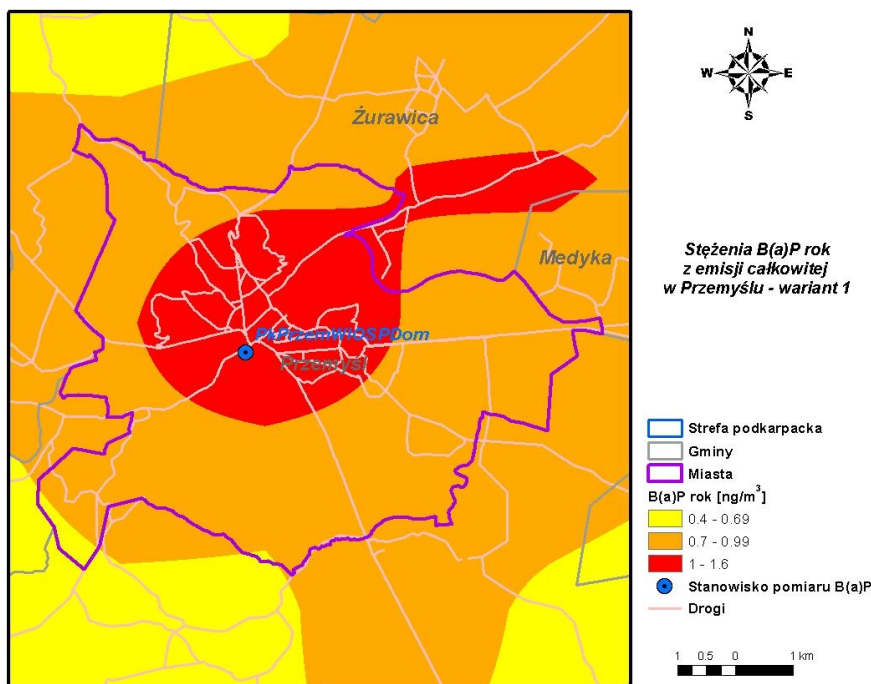 Żurawica
Medyka
PkPrzemWIOSPDom
Przemyśl
N
W E
S
Stężenia B(a)P rok
z emisji całkowitej
w Przemyślu - wariant 1
Strefa podkarpacka
Gminy
Miasta
B(a)P rok [ng/m³]
0.4 - 0.69
0.7 - 0.99
1 - 1.6
Stanowisko pomiaru B(a)P
Drogi
1 0.5 0 1 km